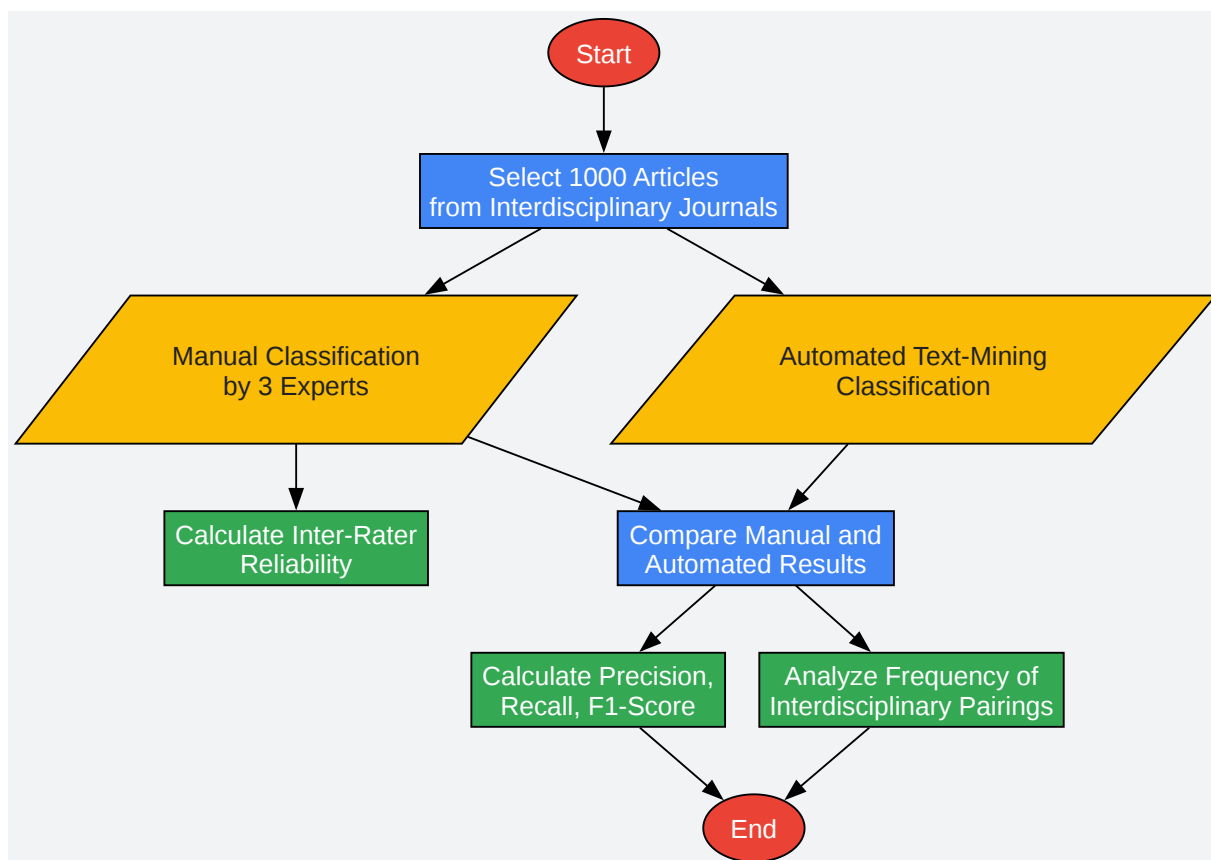 Start
Select 1000 Articles
from Interdisciplinary Journals
Manual Classification
by 3 Experts
Automated Text-Mining
Classification
Calculate Inter-Rater
Reliability
Compare Manual and
Automated Results
Calculate Precision,
Recall, F1-Score
Analyze Frequency of
Interdisciplinary Pairings
End